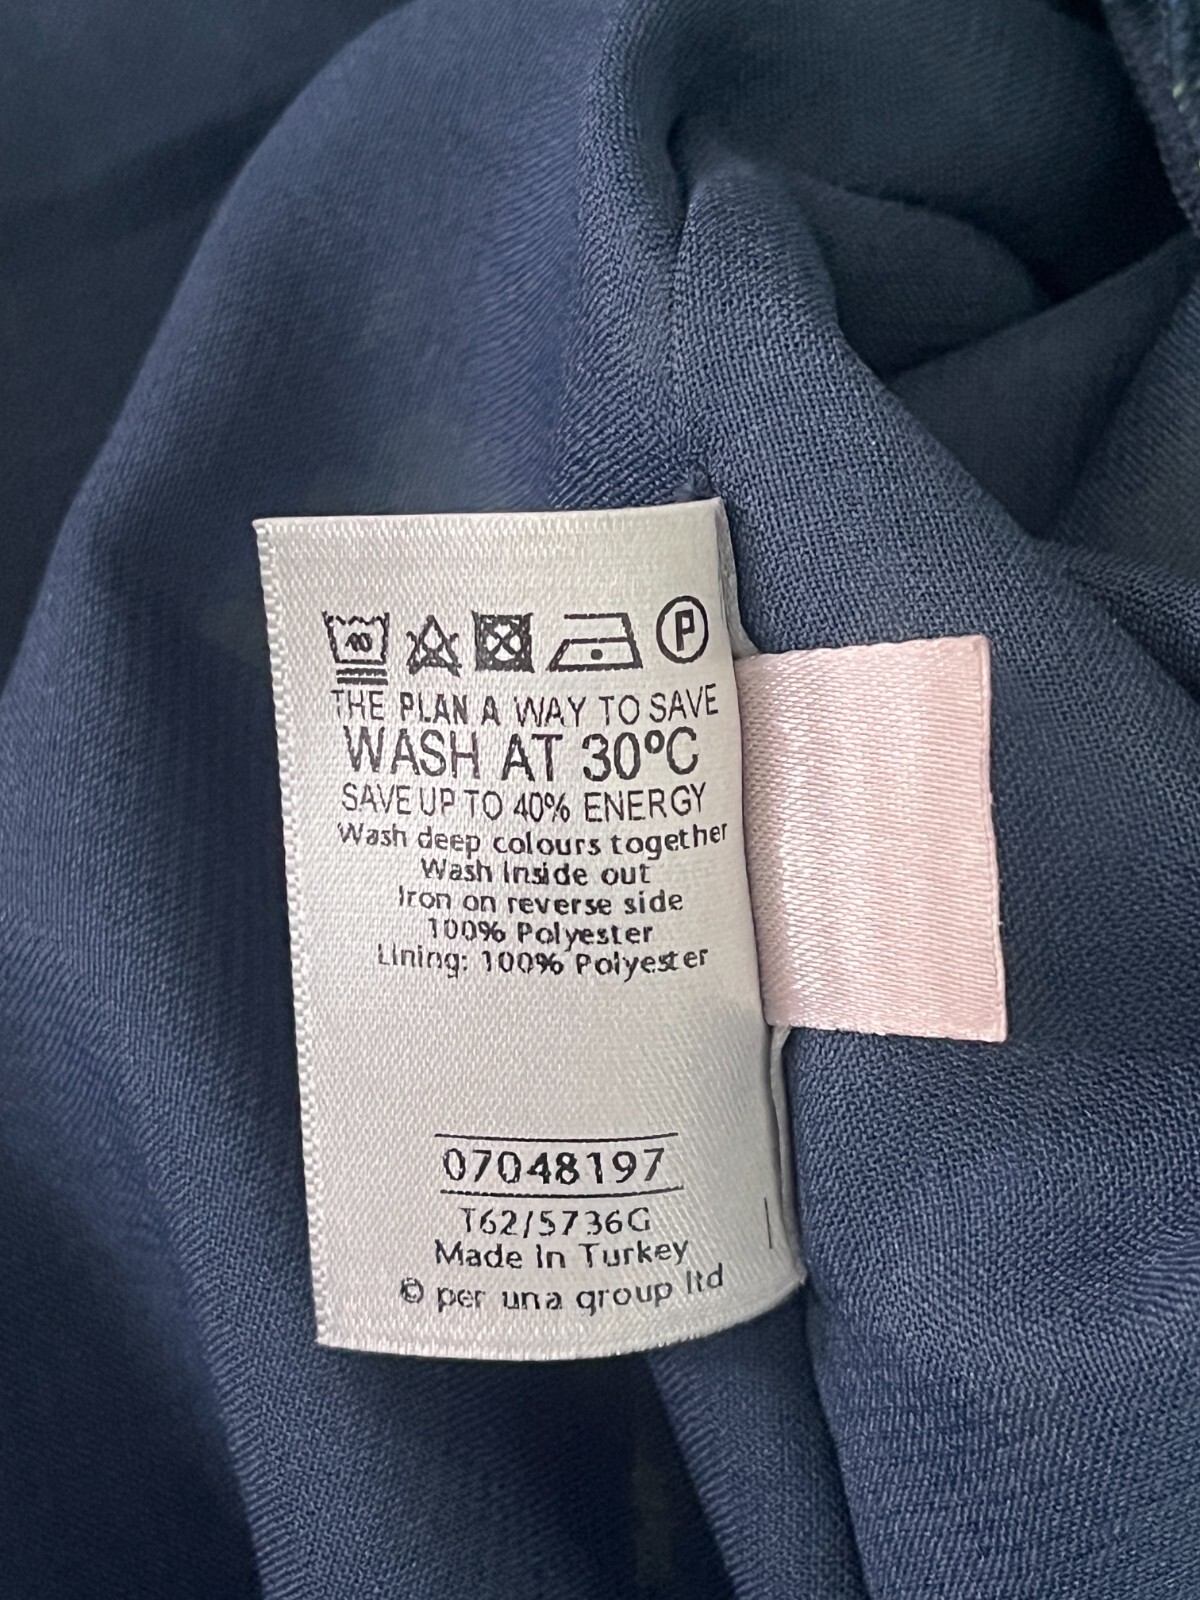 40 P
THE PLAN A WAY TO SAVE
WASH AT 30ºC
SAVE UP TO 40% ENERGY
Wash deep colours together
Wash Inside out
Iron on reverse side
100% Polyester
Lining: 100% Polyester
07048197
T62/5736G
Made In Turkey
© per una group ltd